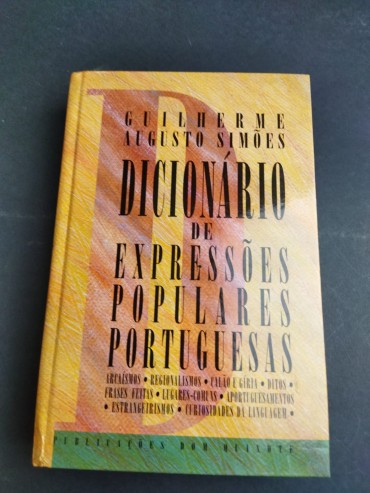 GUILHERME
AUGUSTO SIMÕES
DICIONÁRIO
DE
EXPRESSÕES
POPULARES
PORTUGUESAS
ARCAÍSMOS • REGIONALISMOS • CALÃO E GÍRIA • DITOS •
FRASES FEITAS • LUGARES-COMUNS • APORTUGUESAMENTOS
• ESTRANGEIRISMOS • CURIOSIDADES DA LINGUAGEM •
PUBLICAÇÕES DOM QUIXOTE